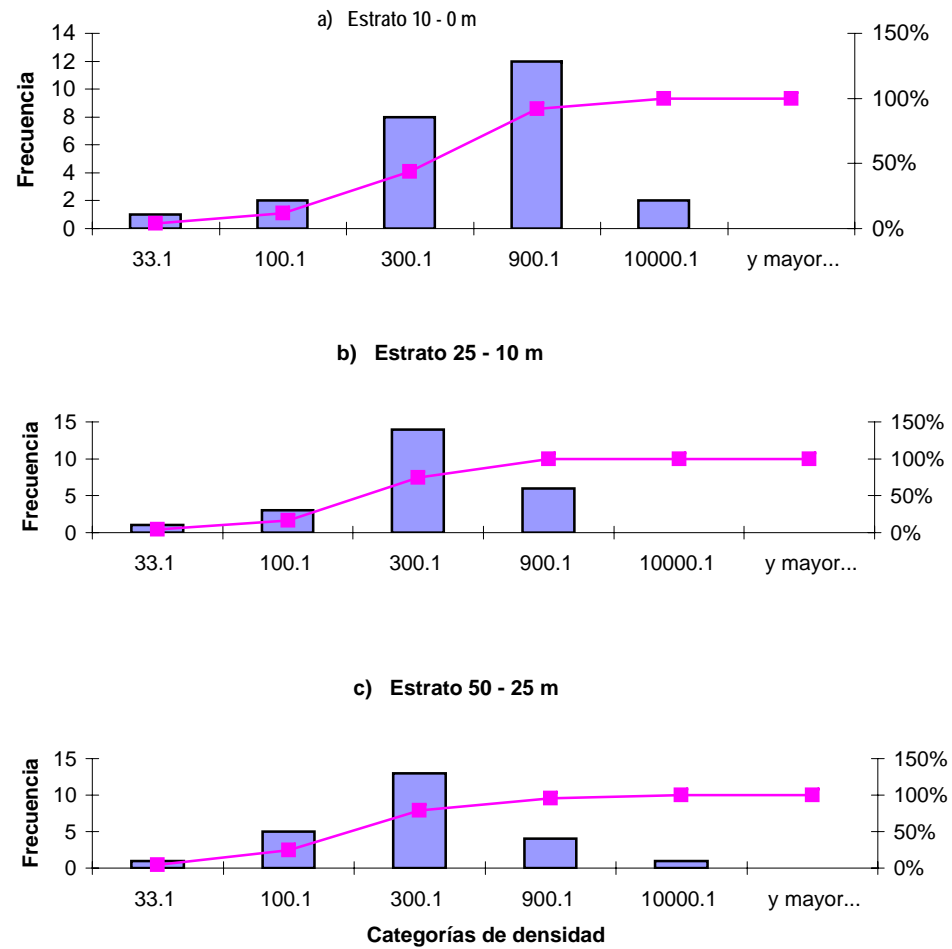 a) Estrato 10 - 0 m
Frecuencia
14
12
10
8
6
4
2
0
150%
100%
50%
0%
33.1 100.1 300.1 900.1 10000.1 y mayor...
b) Estrato 25 - 10 m
Frecuencia
15
10
5
0
150%
100%
50%
0%
33.1 100.1 300.1 900.1 10000.1 y mayor...
c) Estrato 50 - 25 m
Frecuencia
15
10
5
0
150%
100%
50%
0%
33.1 100.1 300.1 900.1 10000.1 y mayor...
Categorías de densidad